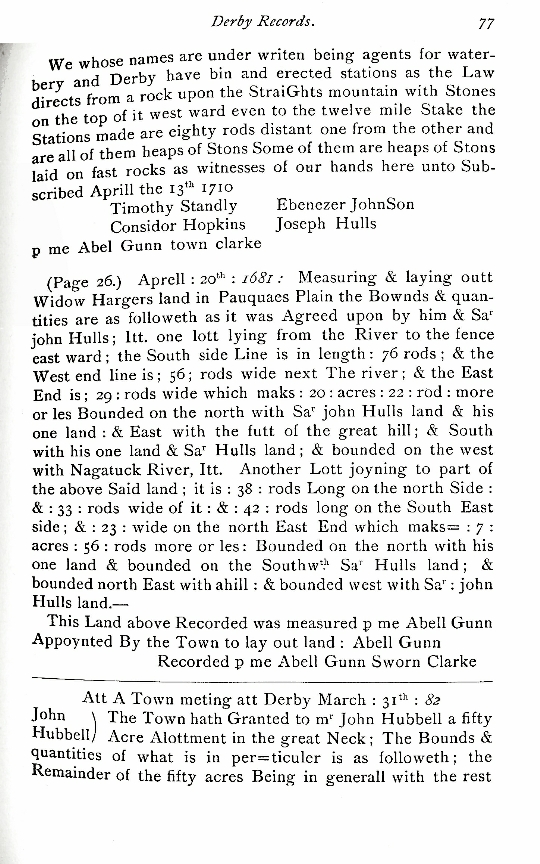 Derby Records. 77
We whose names are under writen being agents for water-
bery and Derby have bin and erected stations as the Law
directs from a rock upon the StraiGhts mountain with Stones
on the top of it west ward even to the twelve mile Stake the
Stations made are eighty rods distant one from the other and
are all of them heaps of Stons Some of them are heaps of Stons
laid on fast rocks as witnesses of our hands here unto Sub-
scribed Aprill the 13th 1710
Timothy Standly Ebenezer JohnSon
Considor Hopkins Joseph Hulls
p me Abel Gunn town clarke
(Page 26.) Aprell : 20th : 1681 : Measuring & laying outt
Widow Hargers land in Pauquaes Plain the Bownds & quan-
tities are as followeth as it was Agreed upon by him & Sar
john Hulls ; Itt. one lott lying from the River to the fence
east ward ; the South side Line is in length : 76 rods ; & the
West end line is ; 56 ; rods wide next The river ; & the East
End is ; 29 : rods wide which maks : 20 : acres : 22 : rod : more
or les Bounded on the north with Sar john Hulls land & his
one land : & East with the futt of the great hill ; & South
with his one land & Sar Hulls land ; & bounded on the west
with Nagatuck River, Itt. Another Lott joyning to part of
the above Said land ; it is : 38 : rods Long on the north Side :
& : 33 : rods wide of it : & : 42 : rods long on the South East
side ; & : 23 : wide on the north East End which maks= : 7 :
acres : 56 : rods more or les : Bounded on the north with his
one land & bounded on the Southwth Sar Hulls land ; &
bounded north East with ahill : & bounded west with Sar : john
Hulls land.—
This Land above Recorded was measured p me Abell Gunn
Appoynted By the Town to lay out land : Abell Gunn
Recorded p me Abell Gunn Sworn Clarke
Att A Town meting att Derby March : 31th : 82
John ) The Town hath Granted to mr John Hubbell a fifty
Hubbell) Acre Alottment in the great Neck ; The Bounds &
quantities of what is in per=ticuler is as followeth ; the
Remainder of the fifty acres Being in generall with the rest